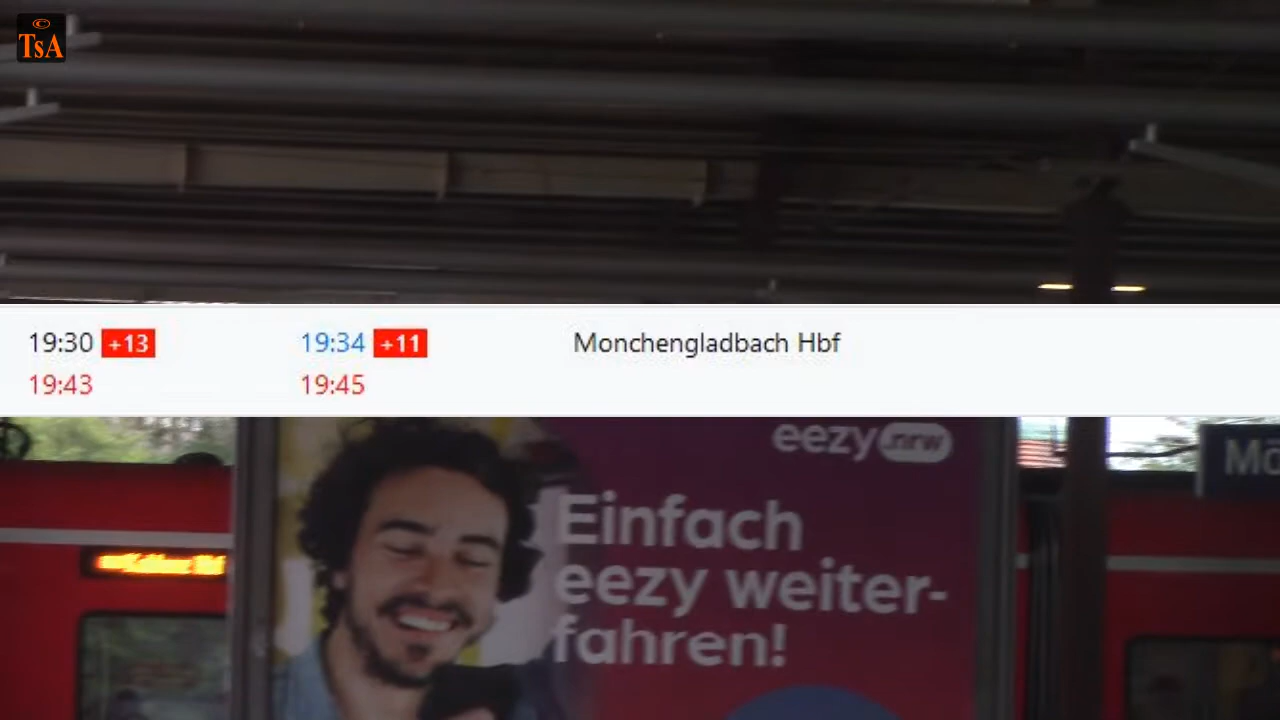 ©
TsA
19:30 +13 19:34 +11 Monchengladbach Hbf
19:43 19:45
eezy.nrw
Mö
Einfach
eezy weiter-
fahren!